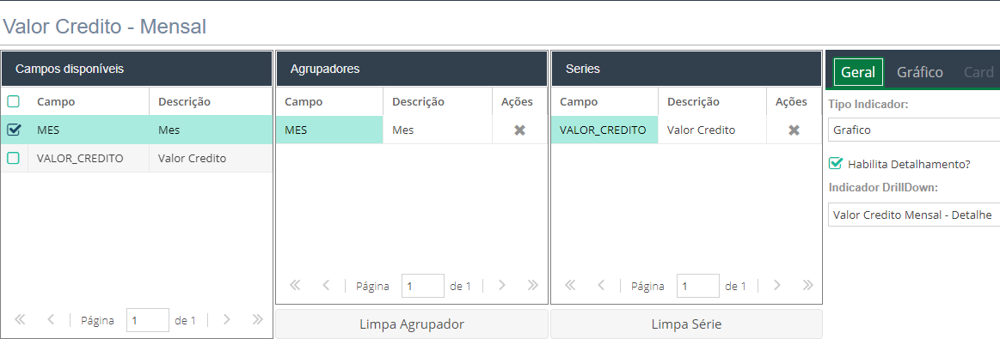 Valor Credito - Mensal
Campos disponíveis
Campo Descrição
MES Mes
VALOR_CREDITO Valor Credito
Página 1 de 1
Agrupadores
Campo Descrição Ações
MES Mes
Página 1 de 1
Limpa Agrupador
Series
Campo Descrição Ações
VALOR_CREDITO Valor Credito
Página 1 de 1
Limpa Série
Geral Gráfico Card
Tipo Indicador:
Grafico
Habilita Detalhamento?
Indicador DrillDown:
Valor Credito Mensal - Detalhe